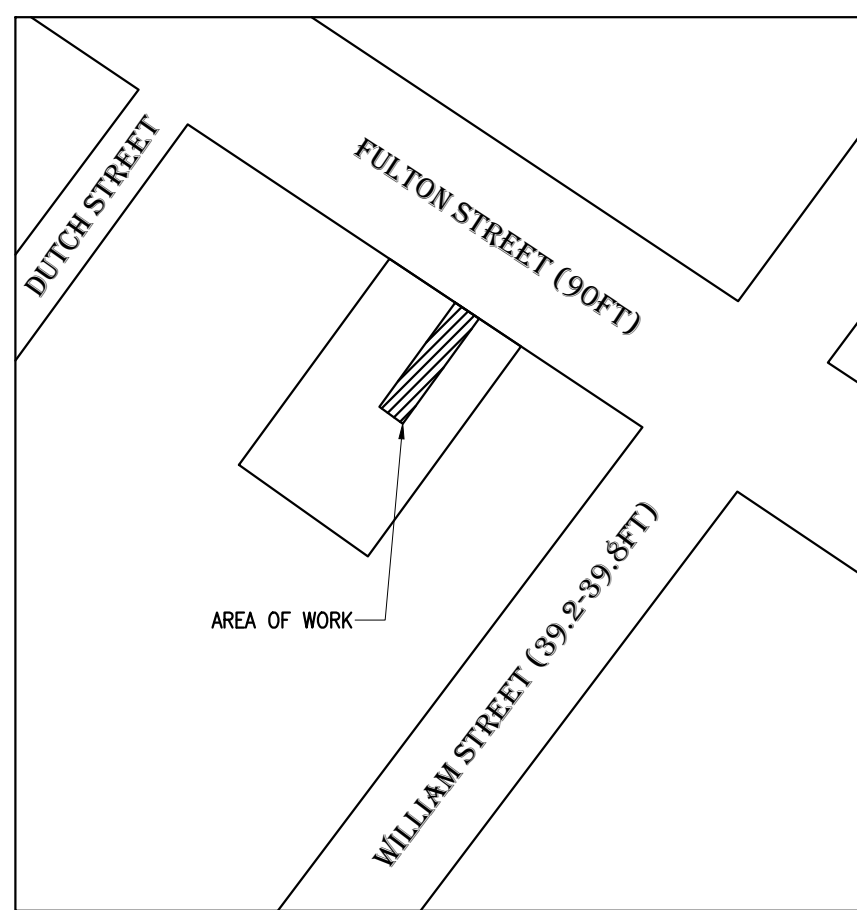 DUTCH STREET
FULTON STREET (90FT)
AREA OF WORK
WILLIAM STREET (39.2-39.8FT)